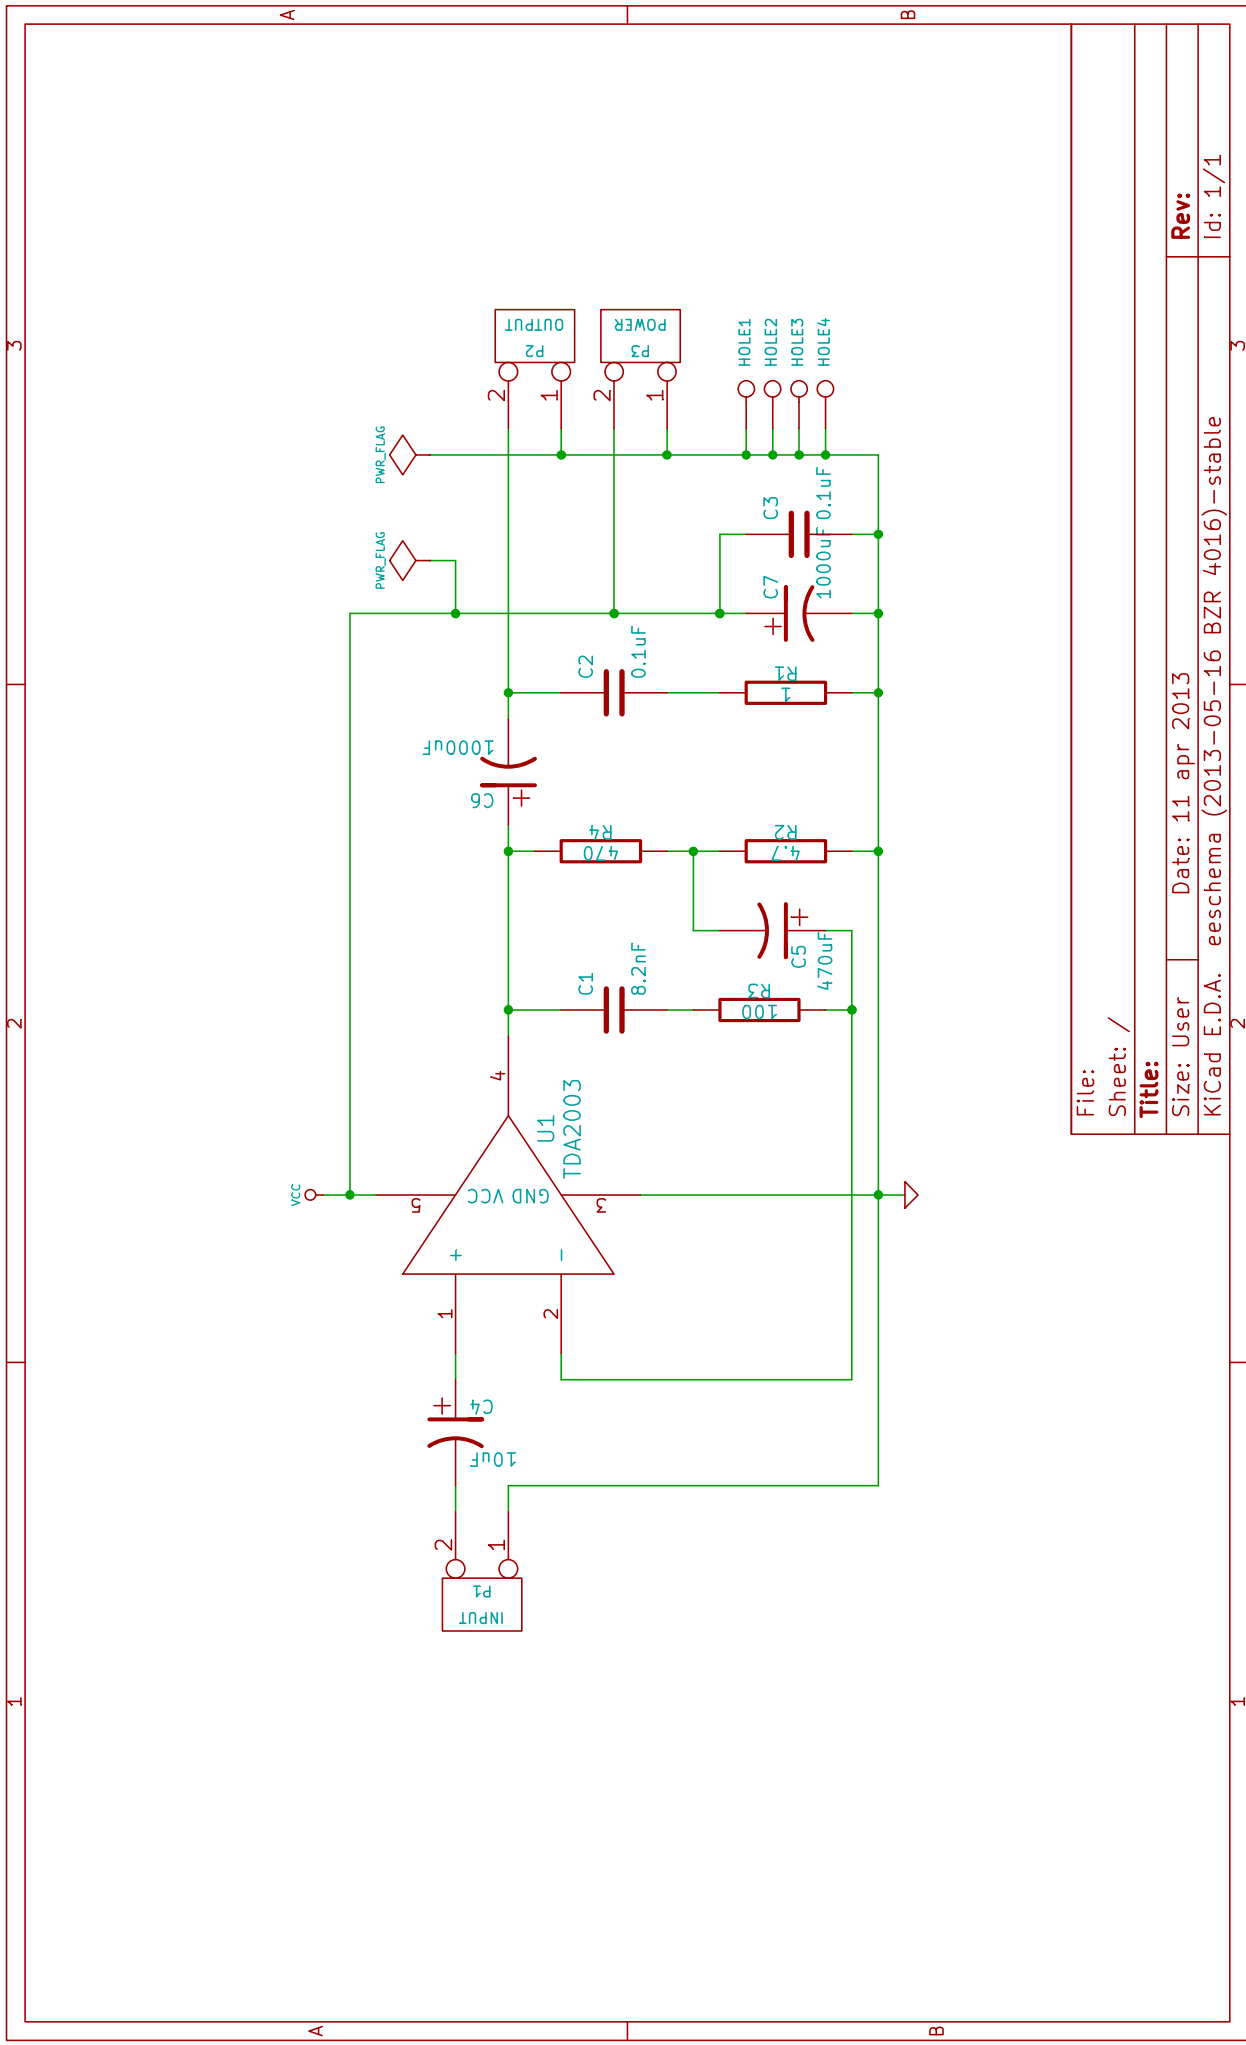 A
B
3
3
2
2
1
1
A
B
VCC
PWR_FLAG
PWR_FLAG
INPUT
P1
2
1
10uF
C4
+
1
2
+
−
5
VCC
GND
3
4
U1
TDA2003
C1
8.2nF
R3
100
C5
470uF
+
R4
470
R2
4.7
C6
1000uF
+
C2
0.1uF
R1
1
C7
1000uF
+
C3
0.1uF
OUTPUT
P2
2
1
POWER
P3
2
1
HOLE1
HOLE2
HOLE3
HOLE4
File:
Sheet: /
Title:
Size: User
Date: 11 apr 2013
Rev:
KiCad E.D.A. eeschema (2013-05-16 BZR 4016)-stable
Id: 1/1